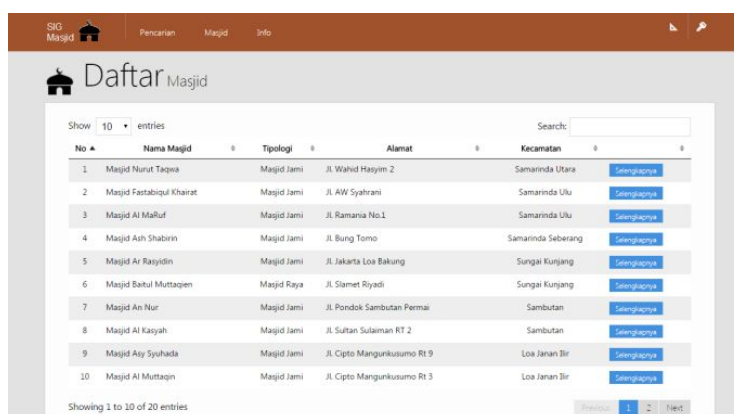 SIG
Masjid
Pencarian Masjid Info
Daftar Masjid
Show 10 entries Search:
No Nama Masjid Tipologi Alamat Kecamatan
1 Masjid Nurut Taqwa Masjid Jami Jl. Wahid Hasyim 2 Samarinda Utara Selengkapnya
2 Masjid Fastabiqul Khairat Masjid Jami Jl. AW Syahrani Samarinda Ulu Selengkapnya
3 Masjid Al MaRuf Masjid Jami Jl. Ramania No.1 Samarinda Ulu Selengkapnya
4 Masjid Ash Shabirin Masjid Jami Jl. Bung Tomo Samarinda Seberang Selengkapnya
5 Masjid Ar Rasyidin Masjid Jami Jl. Jakarta Loa Bakung Sungai Kunjang Selengkapnya
6 Masjid Baitul Muttaqien Masjid Raya Jl. Slamet Riyadi Sungai Kunjang Selengkapnya
7 Masjid An Nur Masjid Jami Jl. Pondok Sambutan Permai Sambutan Selengkapnya
8 Masjid Al Kasyah Masjid Jami Jl. Sultan Sulaiman RT 2 Sambutan Selengkapnya
9 Masjid Asy Syuhada Masjid Jami Jl. Cipto Mangunkusumo Rt 9 Loa Janan Ilir Selengkapnya
10 Masjid Al Muttaqin Masjid Jami Jl. Cipto Mangunkusumo Rt 3 Loa Janan Ilir Selengkapnya
Showing 1 to 10 of 20 entries Previous 1 2 Next